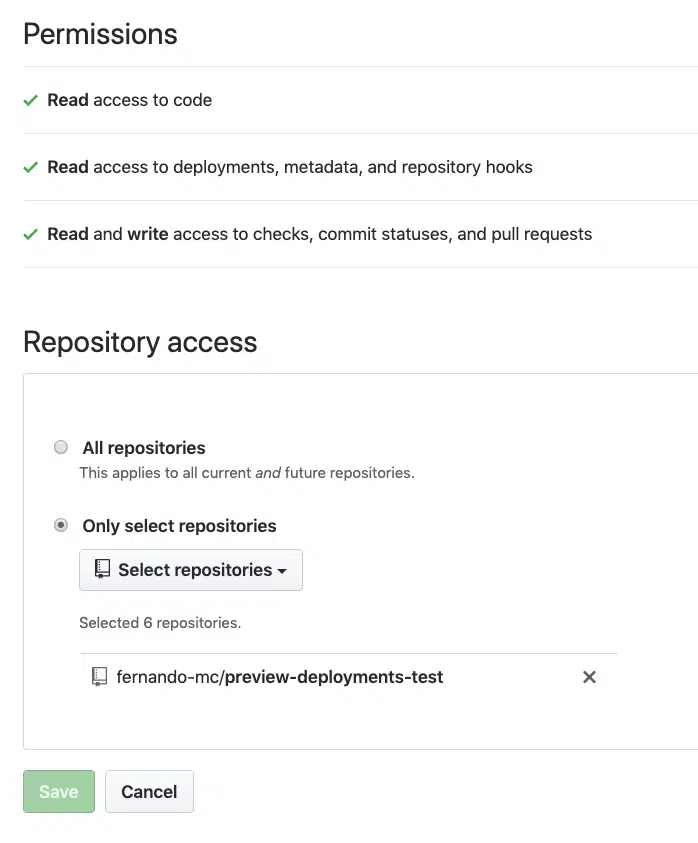 Permissions
Read access to code
Read access to deployments, metadata, and repository hooks
Read and write access to checks, commit statuses, and pull requests
Repository access
All repositories
This applies to all current and future repositories.
Only select repositories
Select repositories
Selected 6 repositories.
fernando-mc/preview-deployments-test
Save Cancel